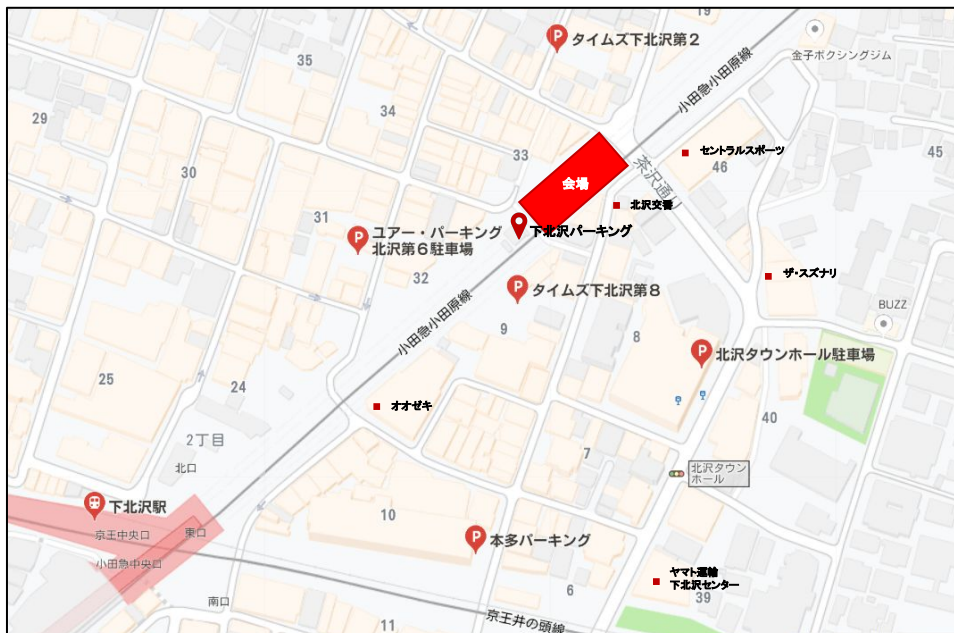 タイムズ下北沢第2
19
金子ボクシングジム
35
小田急小田原線
29
34
33
セントラルスポーツ
46
45
30
茶沢通り
会場
北沢交番
31
ユアー・パーキング
北沢第6駐車場
下北沢パーキング
32
ザ・スズナリ
タイムズ下北沢第8
小田急小田原線
BUZZ
9
8
北沢タウンホール駐車場
25
24
オオゼキ
40
2丁目
北口
7
北沢タウン
ホール
下北沢駅
東口
京王中央口
10
本多パーキング
小田急中央口
ヤマト運輸
下北沢センター
39
6
南口
京王井の頭線
11